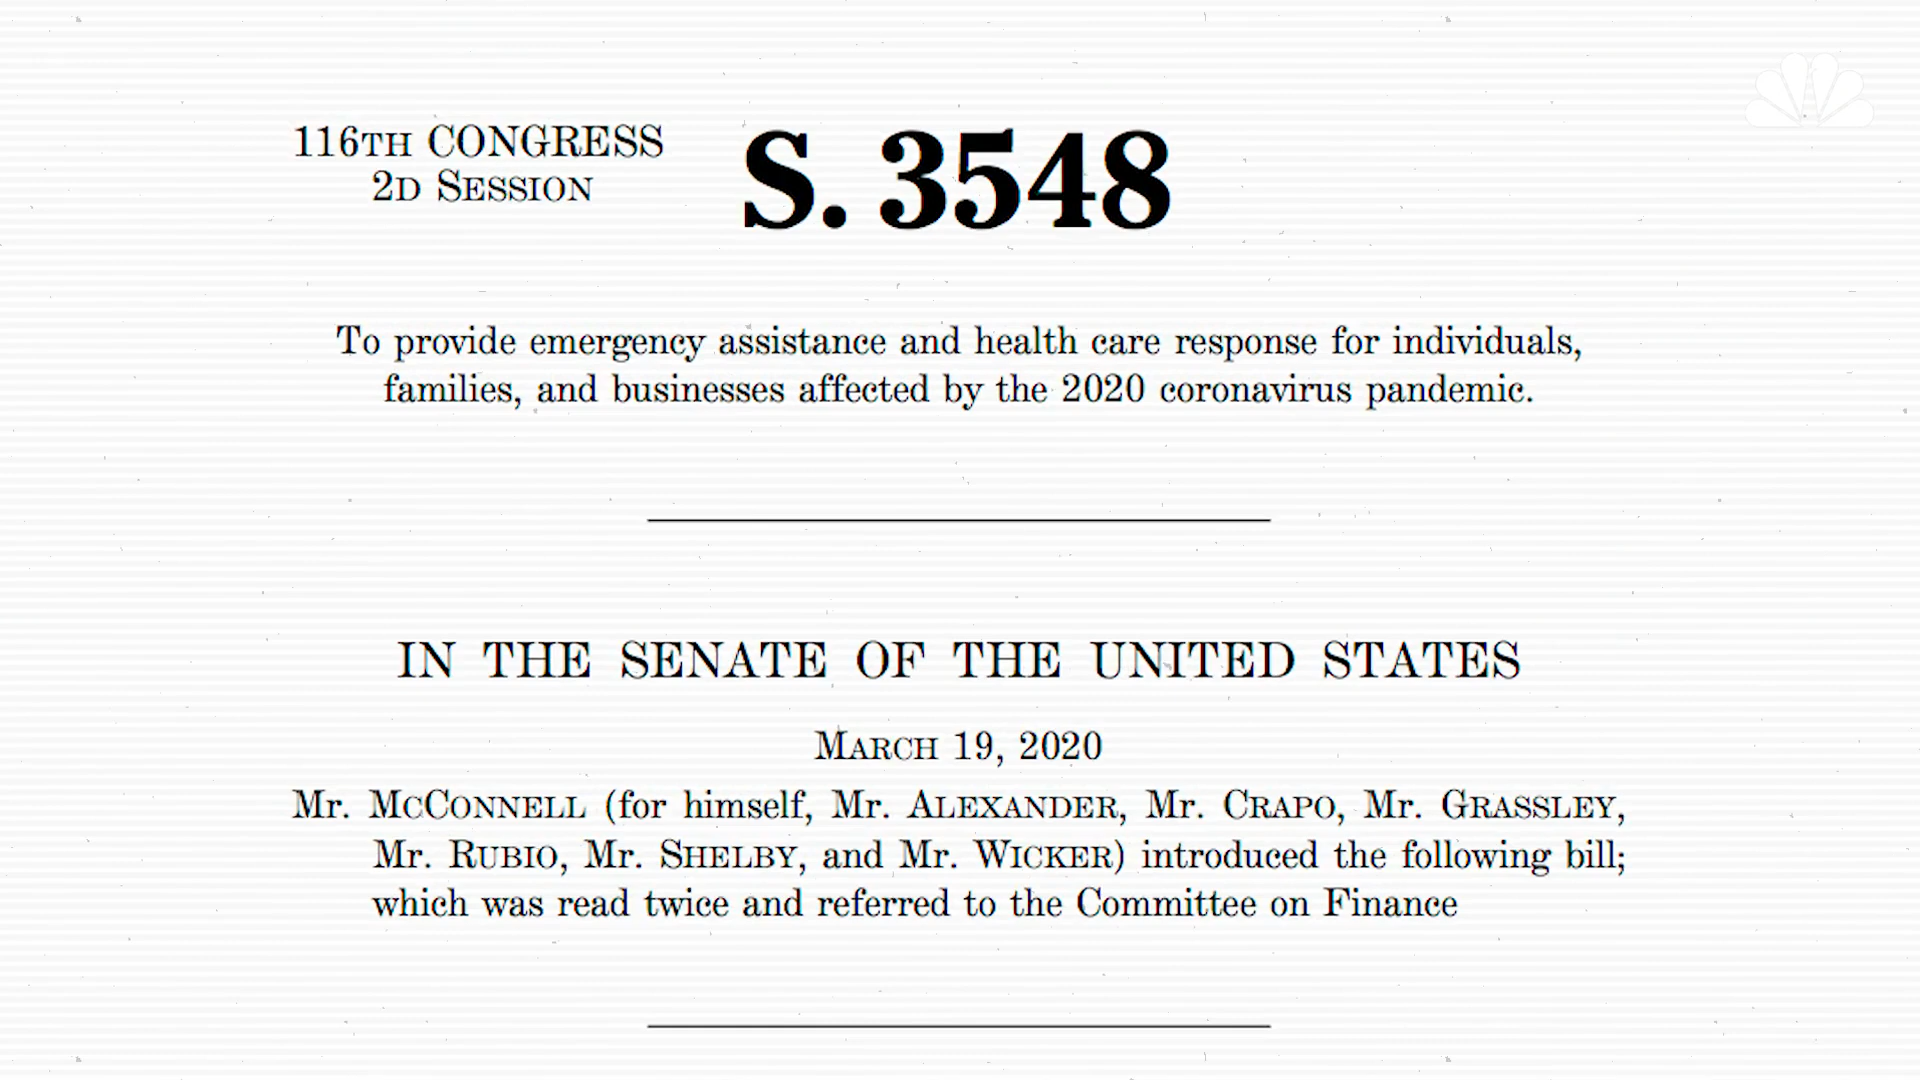 116TH CONGRESS
2D SESSION
S. 3548
To provide emergency assistance and health care response for individuals,
families, and businesses affected by the 2020 coronavirus pandemic.
IN THE SENATE OF THE UNITED STATES
MARCH 19, 2020
Mr. MCCONNELL (for himself, Mr. ALEXANDER, Mr. CRAPO, Mr. GRASSLEY,
Mr. RUBIO, Mr. SHELBY, and Mr. WICKER) introduced the following bill;
which was read twice and referred to the Committee on Finance